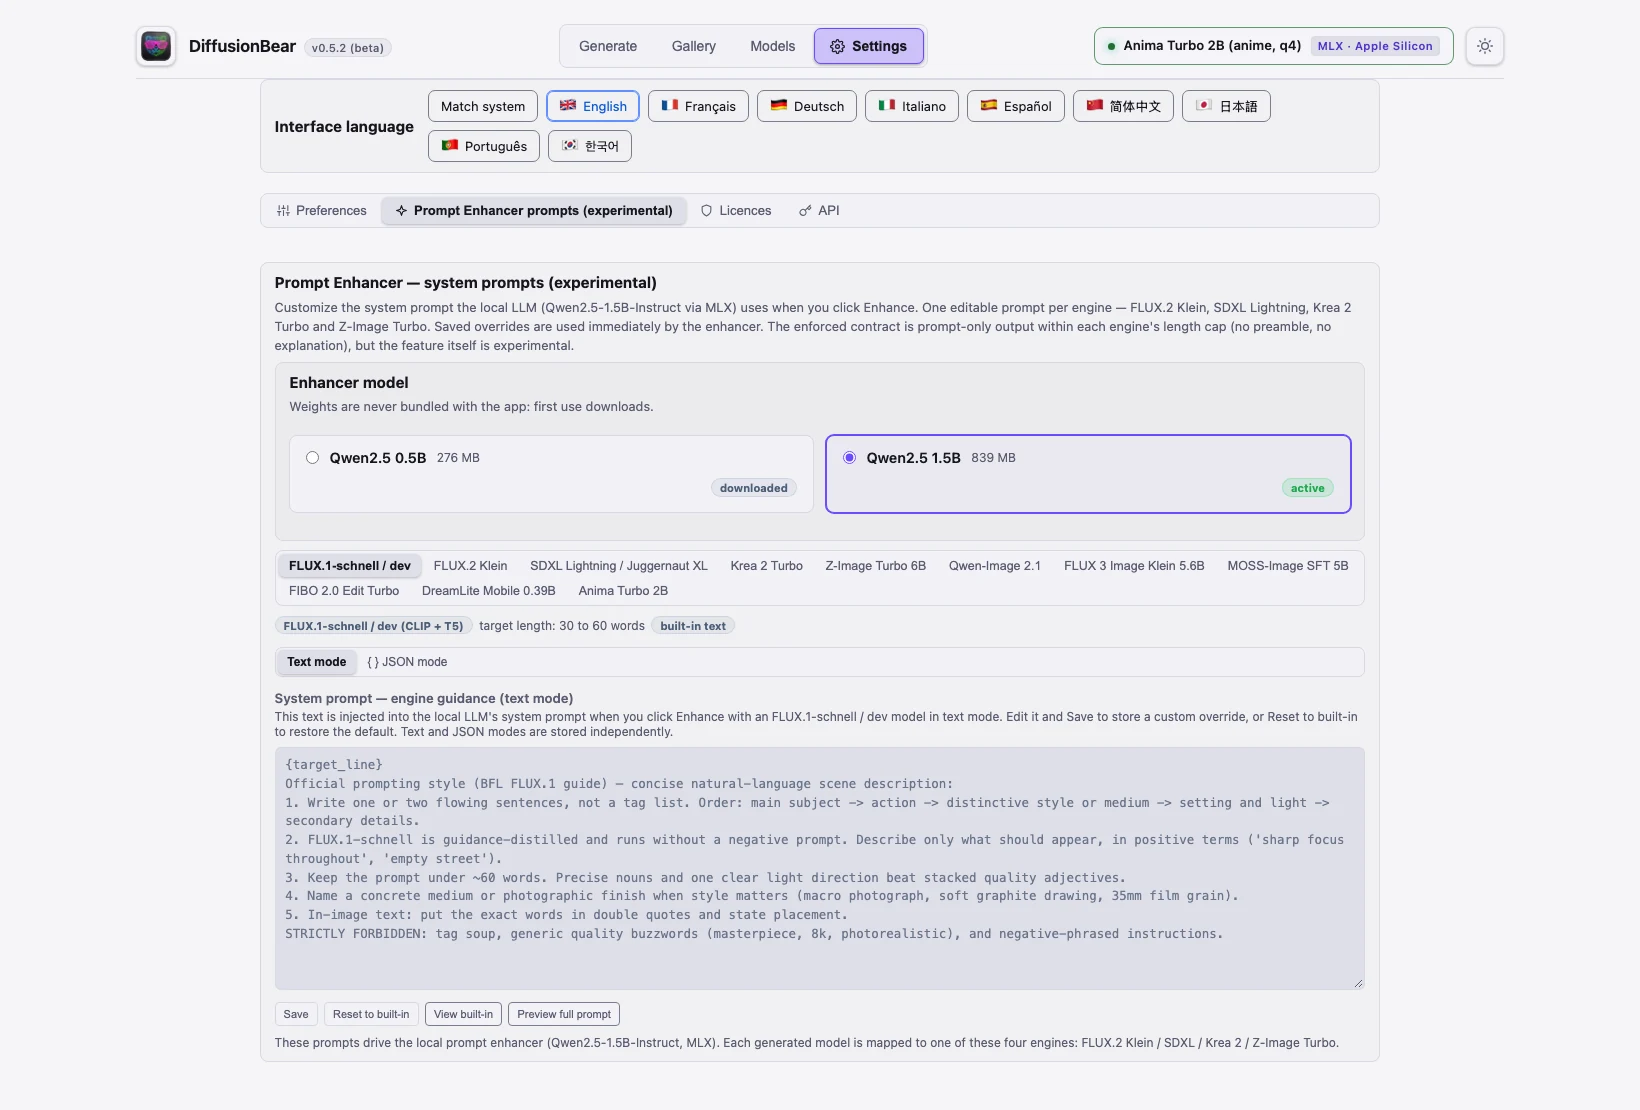 DiffusionBear v0.5.2 (beta)
Generate Gallery Models Settings
Anima Turbo 2B (anime, q4) MLX · Apple Silicon
Interface language
Match system English Français Deutsch Italiano Español 简体中文 日本語
Português 한국어
Preferences Prompt Enhancer prompts (experimental) Licences API
Prompt Enhancer — system prompts (experimental)
Customize the system prompt the local LLM (Qwen2.5-1.5B-Instruct via MLX) uses when you click Enhance. One editable prompt per engine — FLUX.2 Klein, SDXL Lightning, Krea 2
Turbo and Z-Image Turbo. Saved overrides are used immediately by the enhancer. The enforced contract is prompt-only output within each engine's length cap (no preamble, no
explanation), but the feature itself is experimental.
Enhancer model
Weights are never bundled with the app: first use downloads.
Qwen2.5 0.5B 276 MB
downloaded
Qwen2.5 1.5B 839 MB
active
FLUX.1-schnell / dev FLUX.2 Klein SDXL Lightning / Juggernaut XL Krea 2 Turbo Z-Image Turbo 6B Qwen-Image 2.1 FLUX 3 Image Klein 5.6B MOSS-Image SFT 5B
FIBO 2.0 Edit Turbo DreamLite Mobile 0.39B Anima Turbo 2B
FLUX.1-schnell / dev (CLIP + T5) target length: 30 to 60 words built-in text
Text mode { } JSON mode
System prompt — engine guidance (text mode)
This text is injected into the local LLM's system prompt when you click Enhance with an FLUX.1-schnell / dev model in text mode. Edit it and Save to store a custom override, or Reset to built-in
to restore the default. Text and JSON modes are stored independently.
{target_line}
Official prompting style (BFL FLUX.1 guide) — concise natural-language scene description:
1. Write one or two flowing sentences, not a tag list. Order: main subject -> action -> distinctive style or medium -> setting and light ->
secondary details.
2. FLUX.1-schnell is guidance-distilled and runs without a negative prompt. Describe only what should appear, in positive terms ('sharp focus
throughout', 'empty street').
3. Keep the prompt under ~60 words. Precise nouns and one clear light direction beat stacked quality adjectives.
4. Name a concrete medium or photographic finish when style matters (macro photograph, soft graphite drawing, 35mm film grain).
5. In-image text: put the exact words in double quotes and state placement.
STRICTLY FORBIDDEN: tag soup, generic quality buzzwords (masterpiece, 8k, photorealistic), and negative-phrased instructions.
Save Reset to built-in View built-in Preview full prompt
These prompts drive the local prompt enhancer (Qwen2.5-1.5B-Instruct, MLX). Each generated model is mapped to one of these four engines: FLUX.2 Klein / SDXL / Krea 2 / Z-Image Turbo.